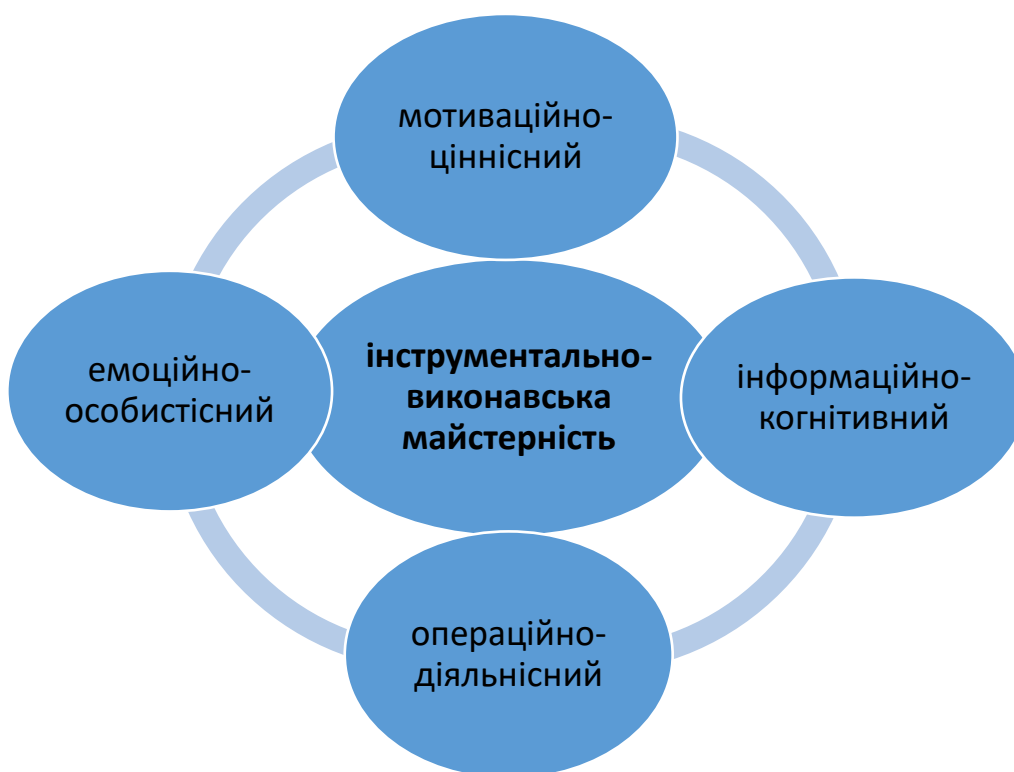 мотиваційно-
ціннісний
емоційно-
особистісний
інструментально-
виконавська
майстерність
інформаційно-
когнітивний
операційно-
діяльнісний